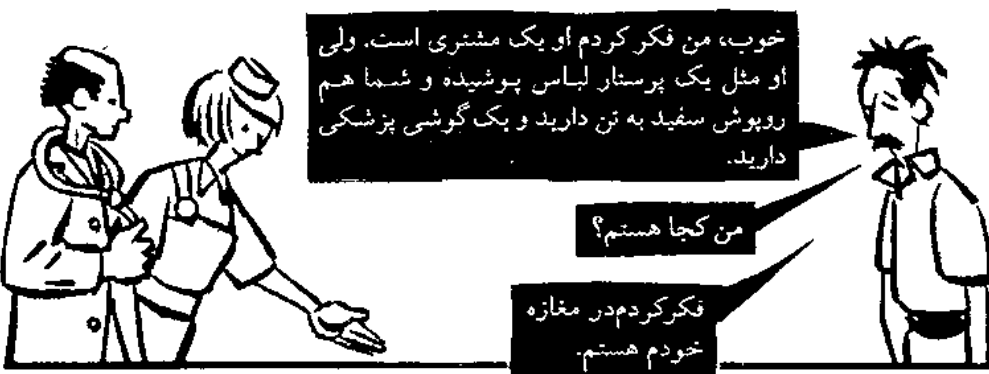 خوب، من فکر کردم او یک مشتری است. ولی
او مثل یک پرستار لباس پوشیده و شما هم
روپوش سفید به تن دارید و یک گوشی پزشکی
دارید.
من کجا هستم؟
فکرکردم‌در مغازه
خودم هستم.